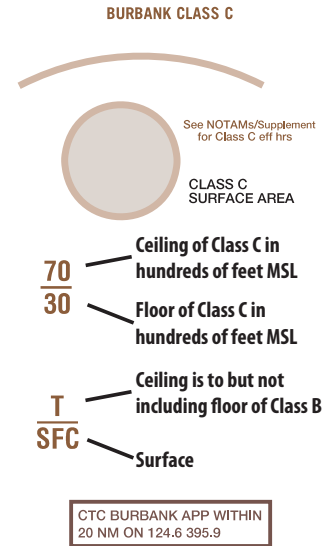 BURBANK CLASS C
See NOTAMs/Supplement
for Class C eff hrs
CLASS C
SURFACE AREA
70
30
Ceiling of Class C in
hundreds of feet MSL
Floor of Class C in
hundreds of feet MSL
T
SFC
Ceiling is to but not
including floor of Class B
Surface
CTC BURBANK APP WITHIN
20 NM ON 124.6 395.9